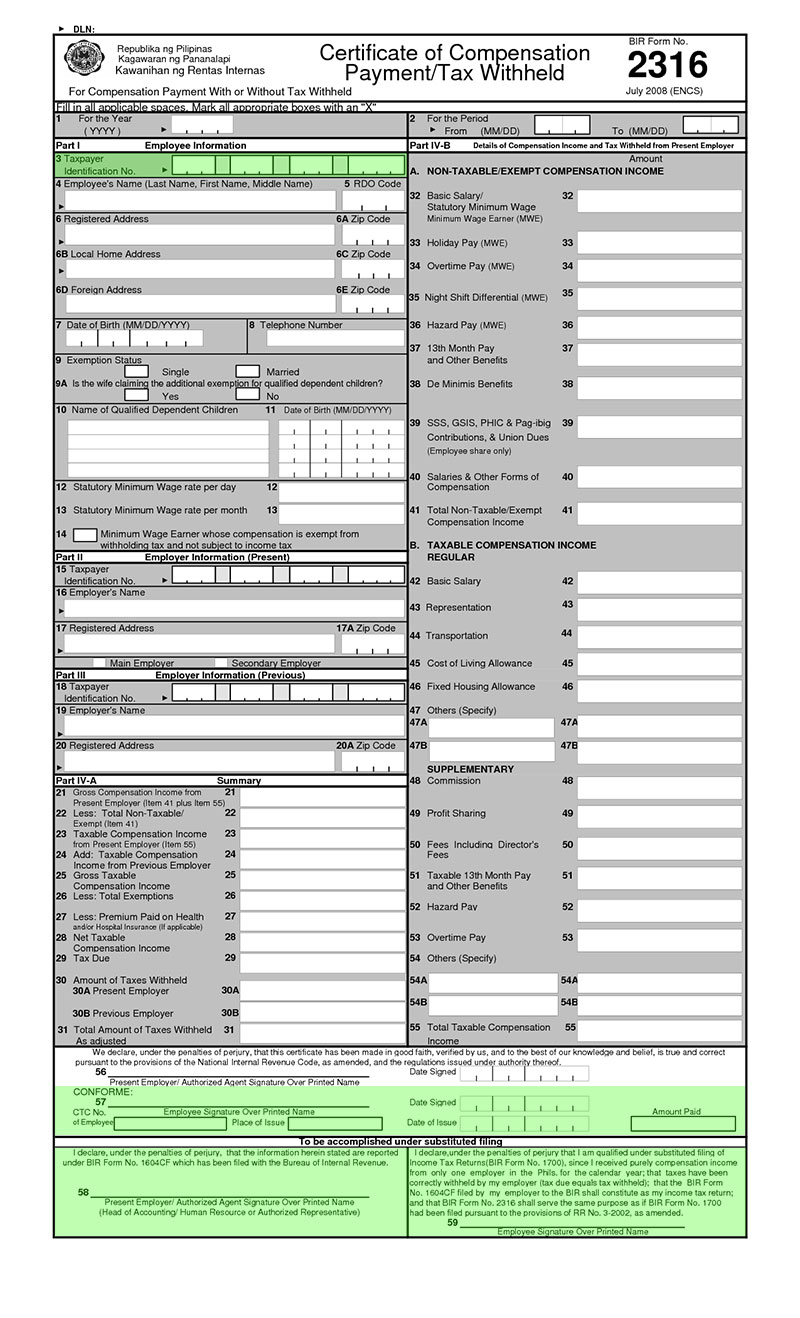 DLN:
Republika ng Pilipinas
Kagawaran ng Pananalapi
Kawanihan ng Rentas Internas
For Compensation Payment With or Without Tax Withheld
Certificate of Compensation
Payment/Tax Withheld
BIR Form No.
2316
July 2008 (ENCS)
Fill in all applicable spaces. Mark all appropriate boxes with an "X"
1 For the Year
( YYYY )
2 For the Period
From (MM/DD) To (MM/DD)
Part I Employee Information
3 Taxpayer
Identification No.
4 Employee's Name (Last Name, First Name, Middle Name) 5 RDO Code
6 Registered Address 6A Zip Code
6B Local Home Address 6C Zip Code
6D Foreign Address 6E Zip Code
7 Date of Birth (MM/DD/YYYY) 8 Telephone Number
9 Exemption Status
Single Married
9A Is the wife claiming the additional exemption for qualified dependent children?
Yes No
10 Name of Qualified Dependent Children 11 Date of Birth (MM/DD/YYYY)
12 Statutory Minimum Wage rate per day 12
13 Statutory Minimum Wage rate per month 13
14 Minimum Wage Earner whose compensation is exempt from
withholding tax and not subject to income tax
Part II Employer Information (Present)
15 Taxpayer
Identification No.
16 Employer's Name
17 Registered Address 17A Zip Code
Main Employer Secondary Employer
Part III Employer Information (Previous)
18 Taxpayer
Identification No.
19 Employer's Name
20 Registered Address 20A Zip Code
Part IV-A Summary
21 Gross Compensation Income from 21
Present Employer (Item 41 plus Item 55)
22 Less: Total Non-Taxable/ 22
Exempt (Item 41)
23 Taxable Compensation Income 23
from Present Employer (Item 55)
24 Add: Taxable Compensation 24
Income from Previous Employer
25 Gross Taxable 25
Compensation Income
26 Less: Total Exemptions 26
27 Less: Premium Paid on Health 27
and/or Hospital Insurance (If applicable)
28 Net Taxable 28
Compensation Income
29 Tax Due 29
30 Amount of Taxes Withheld
30A Present Employer 30A
30B Previous Employer 30B
31 Total Amount of Taxes Withheld 31
As adjusted
Part IV-B Details of Compensation Income and Tax Withheld from Present Employer
Amount
A. NON-TAXABLE/EXEMPT COMPENSATION INCOME
32 Basic Salary/ 32
Statutory Minimum Wage
Minimum Wage Earner (MWE)
33 Holiday Pay (MWE) 33
34 Overtime Pay (MWE) 34
35 Night Shift Differential (MWE) 35
36 Hazard Pay (MWE) 36
37 13th Month Pay 37
and Other Benefits
38 De Minimis Benefits 38
39 SSS, GSIS, PHIC & Pag-ibig 39
Contributions, & Union Dues
(Employee share only)
40 Salaries & Other Forms of 40
Compensation
41 Total Non-Taxable/Exempt 41
Compensation Income
B. TAXABLE COMPENSATION INCOME
REGULAR
42 Basic Salary 42
43 Representation 43
44 Transportation 44
45 Cost of Living Allowance 45
46 Fixed Housing Allowance 46
47 Others (Specify)
47A 47A
47B 47B
SUPPLEMENTARY
48 Commission 48
49 Profit Sharing 49
50 Fees Including Director's 50
Fees
51 Taxable 13th Month Pay 51
and Other Benefits
52 Hazard Pay 52
53 Overtime Pay 53
54 Others (Specify)
54A 54A
54B 54B
55 Total Taxable Compensation 55
Income
We declare, under the penalties of perjury, that this certificate has been made in good faith, verified by us, and to the best of our knowledge and belief, is true and correct
pursuant to the provisions of the National Internal Revenue Code, as amended, and the regulations issued under authority thereof.
56 Date Signed
Present Employer/ Authorized Agent Signature Over Printed Name
CONFORME:
57 Date Signed
CTC No. Employee Signature Over Printed Name Amount Paid
of Employee Place of Issue Date of Issue
To be accomplished under substituted filing
I declare, under the penalties of perjury, that the information herein stated are reported
under BIR Form No. 1604CF which has been filed with the Bureau of Internal Revenue.
58
Present Employer/ Authorized Agent Signature Over Printed Name
(Head of Accounting/ Human Resource or Authorized Representative)
I declare,under the penalties of perjury that I am qualified under substituted filing of
Income Tax Returns(BIR Form No. 1700), since I received purely compensation income
from only one employer in the Phils. for the calendar year; that taxes have been
correctly withheld by my employer (tax due equals tax withheld); that the BIR Form
No. 1604CF filed by my employer to the BIR shall constitute as my income tax return;
and that BIR Form No. 2316 shall serve the same purpose as if BIR Form No. 1700
had been filed pursuant to the provisions of RR No. 3-2002, as amended.
59
Employee Signature Over Printed Name